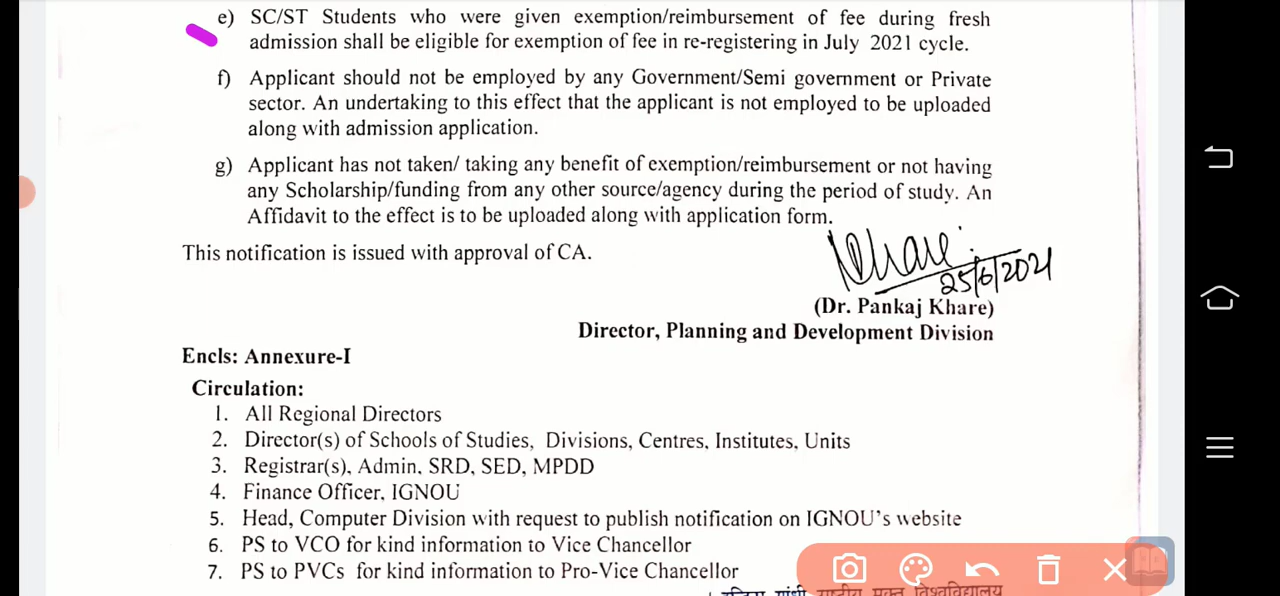 e) SC/ST Students who were given exemption/reimbursement of fee during fresh
admission shall be eligible for exemption of fee in re-registering in July 2021 cycle.
f) Applicant should not be employed by any Government/Semi government or Private
sector. An undertaking to this effect that the applicant is not employed to be uploaded
along with admission application.
g) Applicant has not taken/ taking any benefit of exemption/reimbursement or not having
any Scholarship/funding from any other source/agency during the period of study. An
Affidavit to the effect is to be uploaded along with application form.
This notification is issued with approval of CA.
Khare
25/6/2021
(Dr. Pankaj Khare)
Director, Planning and Development Division
Encls: Annexure-I
Circulation:
1. All Regional Directors
2. Director(s) of Schools of Studies, Divisions, Centres, Institutes, Units
3. Registrar(s), Admin, SRD, SED, MPDD
4. Finance Officer, IGNOU
5. Head, Computer Division with request to publish notification on IGNOU's website
6. PS to VCO for kind information to Vice Chancellor
7. PS to PVCs for kind information to Pro-Vice Chancellor